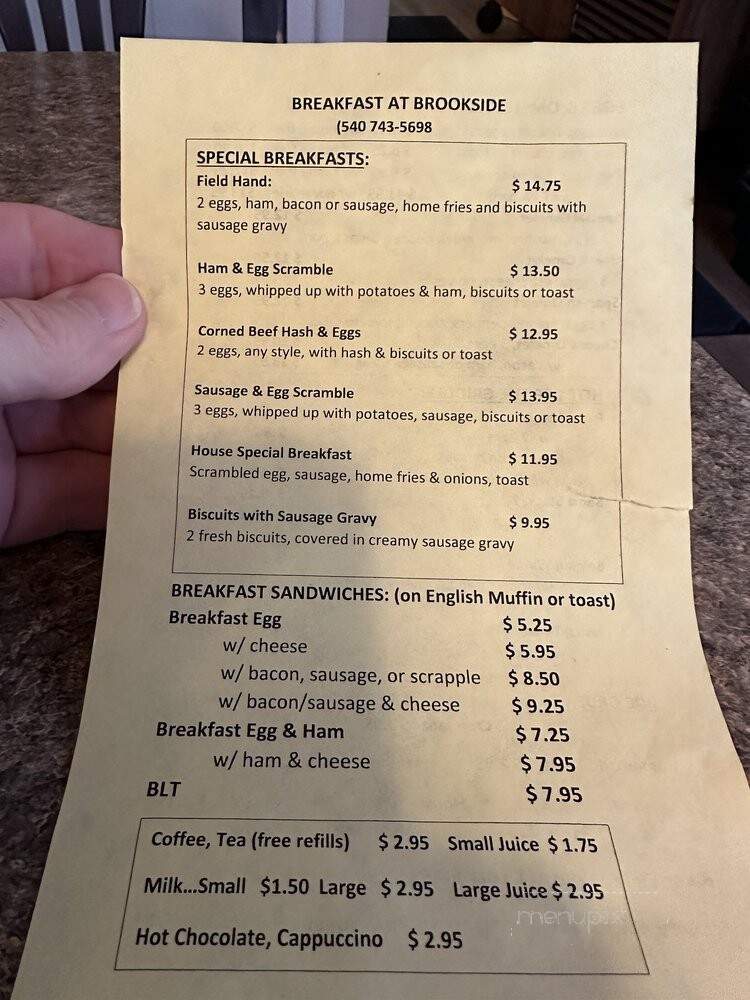 BREAKFAST AT BROOKSIDE
(540 743-5698
SPECIAL BREAKFASTS:
Field Hand: $ 14.75
2 eggs, ham, bacon or sausage, home fries and biscuits with
sausage gravy
Ham & Egg Scramble $ 13.50
3 eggs, whipped up with potatoes & ham, biscuits or toast
Corned Beef Hash & Eggs $ 12.95
2 eggs, any style, with hash & biscuits or toast
Sausage & Egg Scramble $ 13.95
3 eggs, whipped up with potatoes, sausage, biscuits or toast
House Special Breakfast $ 11.95
Scrambled egg, sausage, home fries & onions, toast
Biscuits with Sausage Gravy $ 9.95
2 fresh biscuits, covered in creamy sausage gravy
BREAKFAST SANDWICHES: (on English Muffin or toast)
Breakfast Egg $ 5.25
w/ cheese $ 5.95
w/ bacon, sausage, or scrapple $ 8.50
w/ bacon/sausage & cheese $ 9.25
Breakfast Egg & Ham $ 7.25
w/ ham & cheese $ 7.95
BLT $ 7.95
Coffee, Tea (free refills) $ 2.95 Small Juice $ 1.75
Milk...Small $1.50 Large $ 2.95 Large Juice $ 2.95
Hot Chocolate, Cappuccino $ 2.95